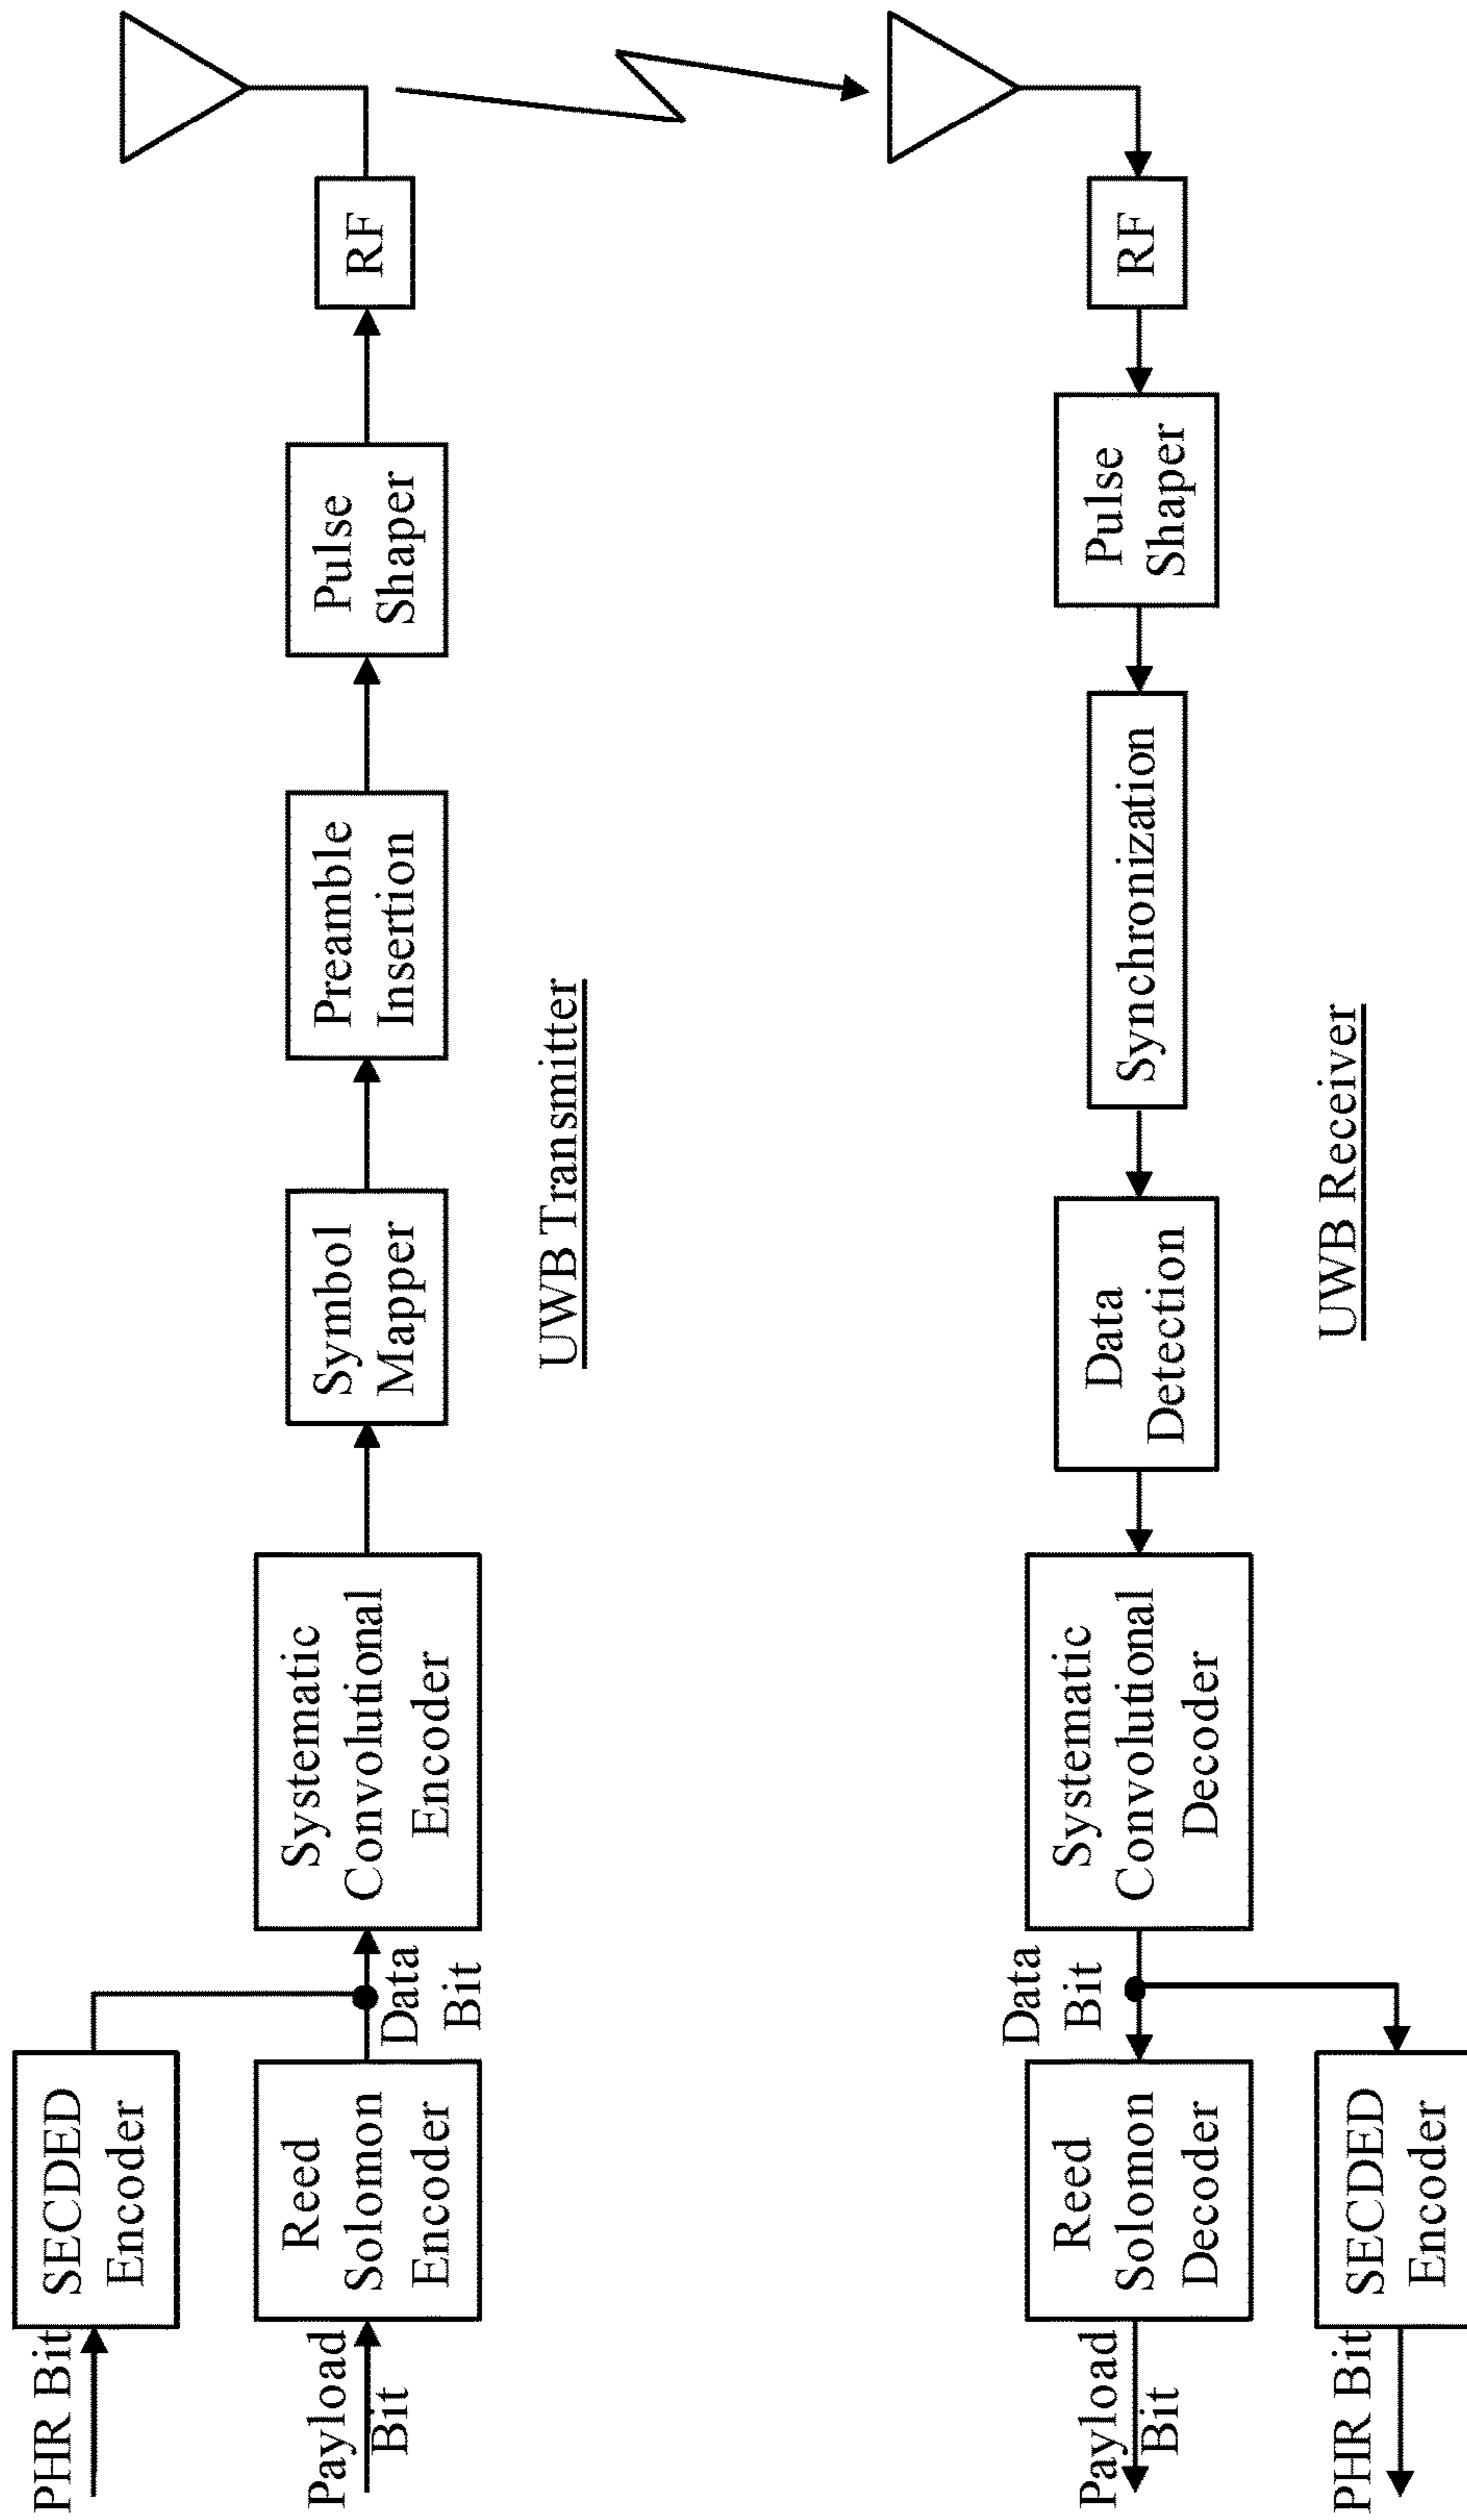 PHR Bit
SECDED
Encoder
Payload
Bit
Reed
Solomon
Encoder
Data
Bit
Systematic
Convolutional
Encoder
Symbol
Mapper
Preamble
Insertion
Pulse
Shaper
RF
UWB Transmitter
Payload
Bit
Reed
Solomon
Decoder
Data
Bit
Systematic
Convolutional
Decoder
Data
Detection
Synchronization
Pulse
Shaper
RF
PHR Bit
SECDED
Encoder
UWB Receiver